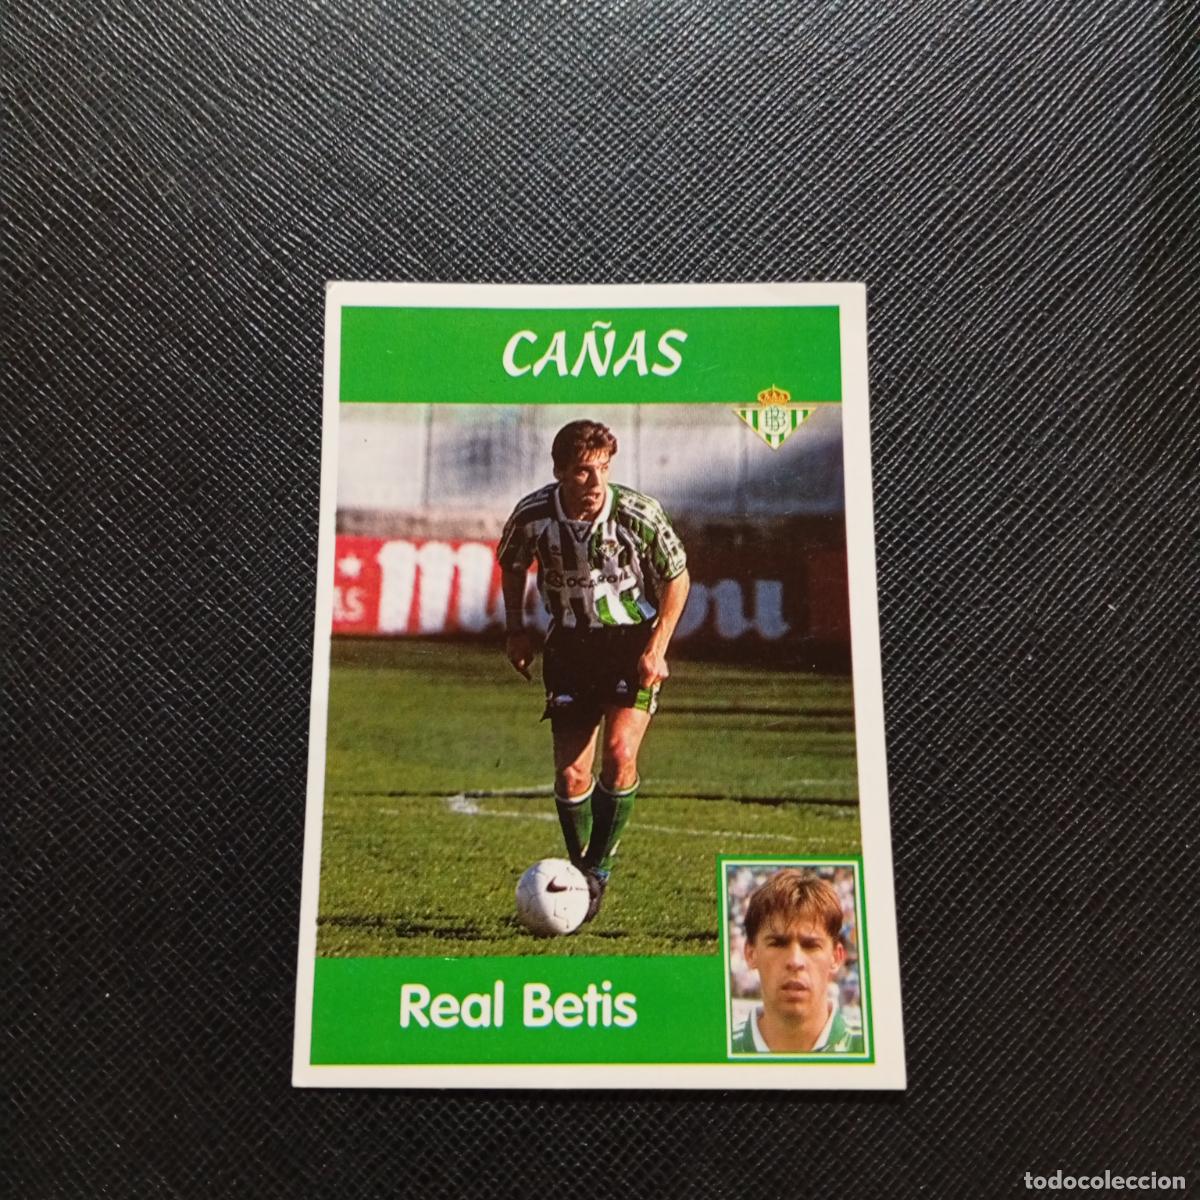 CAÑAS
Real Betis
todocoleccion